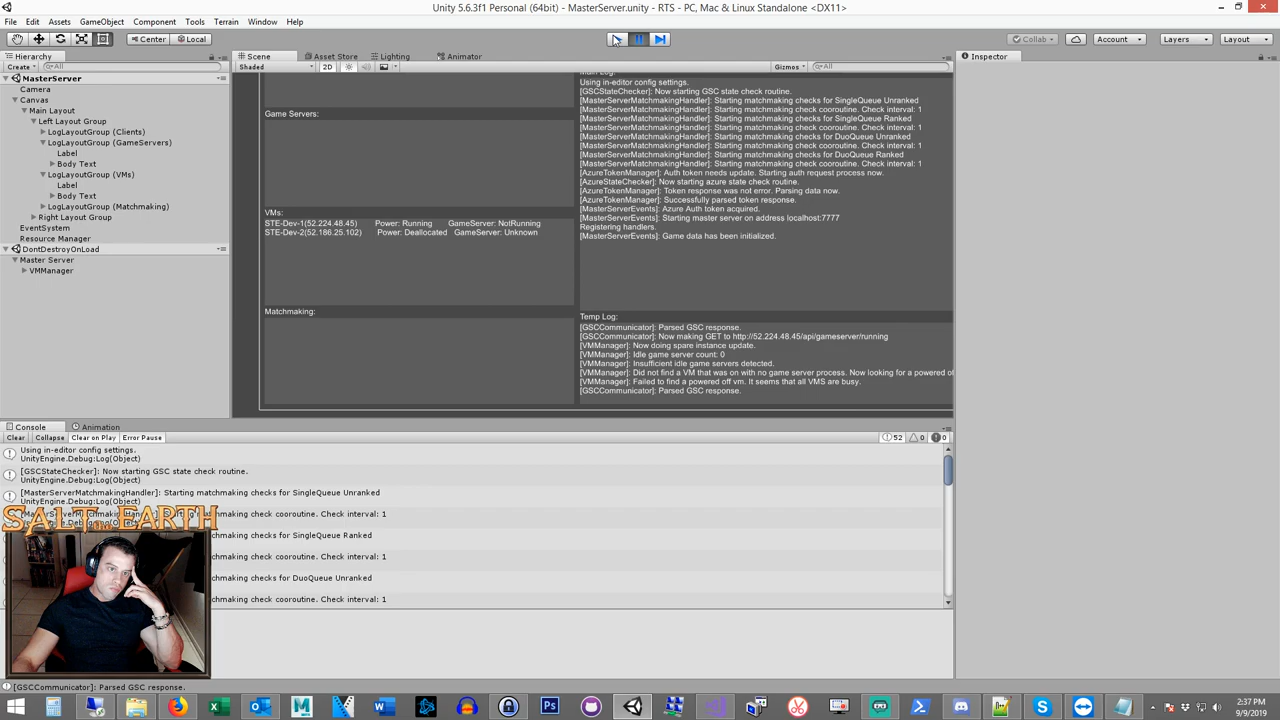 Unity 5.6.3f1 Personal (64bit) - MasterServer.unity - RTS - PC, Mac & Linux Standalone <DX11>
File Edit Assets GameObject Component Tools Terrain Window Help
Center Local Collab Account Layers Layout
Hierarchy Scene Asset Store Lighting Animator Inspector
Create All Shaded 2D Gizmos All
MasterServer
Camera
Canvas
Main Layout
Left Layout Group
LogLayoutGroup (Clients)
LogLayoutGroup (GameServers)
Label
Body Text
LogLayoutGroup (VMs)
Label
Body Text
LogLayoutGroup (Matchmaking)
Right Layout Group
EventSystem
Resource Manager
DontDestroyOnLoad
Master Server
VMManager
Game Servers:
VMs:
STE-Dev-1(52.224.48.45) Power: Running GameServer: NotRunning
STE-Dev-2(52.186.25.102) Power: Deallocated GameServer: Unknown
Matchmaking:
Main Log:
Using in-editor config settings.
[GSCStateChecker]: Now starting GSC state check routine.
[MasterServerMatchmakingHandler]: Starting matchmaking checks for SingleQueue Unranked
[MasterServerMatchmakingHandler]: Starting matchmaking check cooroutine. Check interval: 1
[MasterServerMatchmakingHandler]: Starting matchmaking checks for SingleQueue Ranked
[MasterServerMatchmakingHandler]: Starting matchmaking check cooroutine. Check interval: 1
[MasterServerMatchmakingHandler]: Starting matchmaking checks for DuoQueue Unranked
[MasterServerMatchmakingHandler]: Starting matchmaking check cooroutine. Check interval: 1
[MasterServerMatchmakingHandler]: Starting matchmaking checks for DuoQueue Ranked
[MasterServerMatchmakingHandler]: Starting matchmaking check cooroutine. Check interval: 1
[AzureTokenManager]: Auth token needs update. Starting auth request process now.
[AzureStateChecker]: Now starting azure state check routine.
[AzureTokenManager]: Token response was not error. Parsing data now.
[AzureTokenManager]: Successfully parsed token response.
[MasterServerEvents]: Azure Auth token acquired.
[MasterServerEvents]: Starting master server on address localhost:7777
Registering handlers.
[MasterServerEvents]: Game data has been initialized.
Temp Log:
[GSCCommunicator]: Parsed GSC response.
[GSCCommunicator]: Now making GET to http://52.224.48.45/api/gameserver/running
[VMManager]: Now doing spare instance update.
[VMManager]: Idle game server count: 0
[VMManager]: Insufficient idle game servers detected.
[VMManager]: Did not find a VM that was on with no game server process. Now looking for a powered of
[VMManager]: Failed to find a powered off vm. It seems that all VMS are busy.
[GSCCommunicator]: Parsed GSC response.
Console Animation
Clear Collapse Clear on Play Error Pause 52 0 0
Using in-editor config settings.
UnityEngine.Debug:Log(Object)
[GSCStateChecker]: Now starting GSC state check routine.
UnityEngine.Debug:Log(Object)
[MasterServerMatchmakingHandler]: Starting matchmaking checks for SingleQueue Unranked
UnityEngine.Debug:Log(Object)
chmaking check cooroutine. Check interval: 1
SALT EARTH
chmaking checks for SingleQueue Ranked
chmaking check cooroutine. Check interval: 1
chmaking checks for DuoQueue Unranked
chmaking check cooroutine. Check interval: 1
[GSCCommunicator]: Parsed GSC response.
2:37 PM
9/9/2019